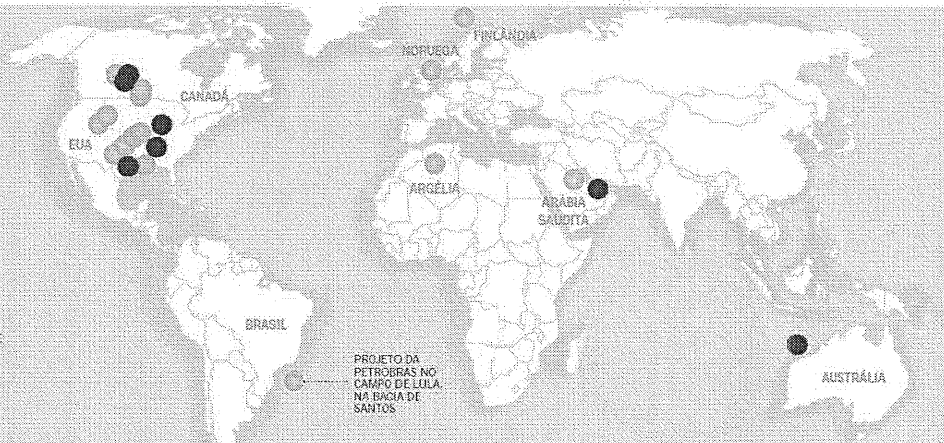 FINLÂNDIA
NORUEGA
CANADÁ
EUA
ARGÉLIA
ARÁBIA
SAUDITA
BRASIL
PROJETO DA
PETROBRAS NO
CAMPO DE LULA,
NA BACIA DE
SANTOS
AUSTRÁLIA